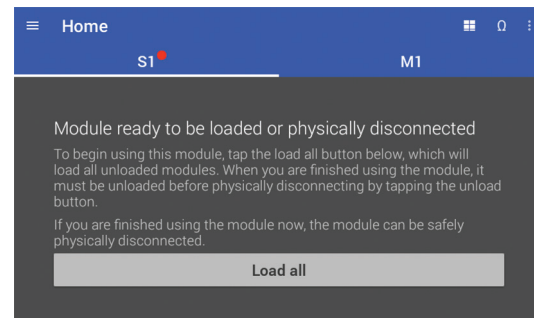 Home
Ω
S1
M1
Module ready to be loaded or physically disconnected
To begin using this module, tap the load all button below, which will
load all unloaded modules. When you are finished using the module, it
must be unloaded before physically disconnecting by tapping the unload
button.
If you are finished using the module now, the module can be safely
physically disconnected.
Load all